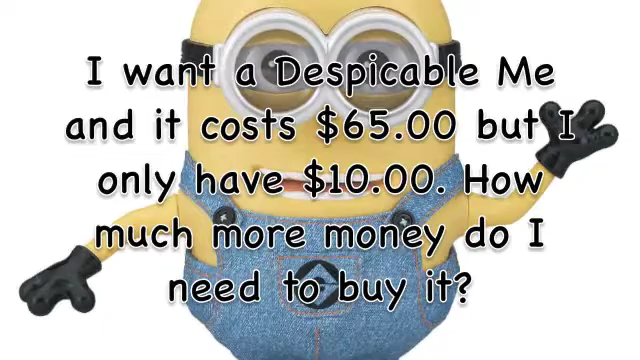 I want a Despicable Me
and it costs $65.00 but I
only have $10.00. How
much more money do I
need to buy it?